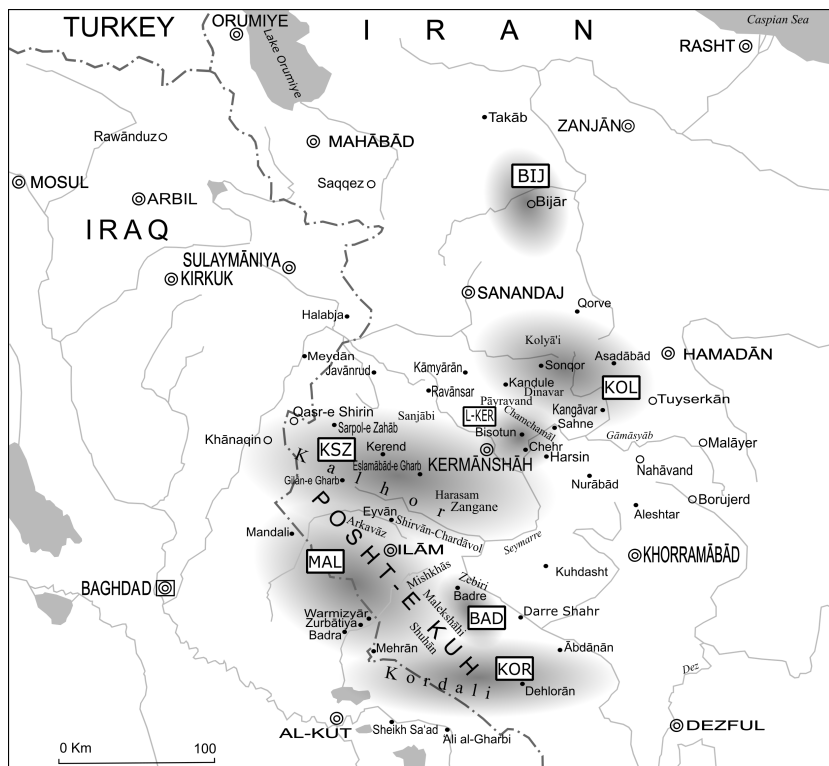 TURKEY
ORUMIYE
I R A N
Caspian Sea
RASHT
Lake Orumiye
Takāb
ZANJĀN
Rawānduz
MAHĀBĀD
BIJ
MOSUL
Saqqez
ARBIL
Bijār
IRAQ
SULAYMĀNIYA
KIRKUK
SANANDAJ
Qorve
Halabja
Kolyā'i
Meydān
HAMADĀN
Javānrud
Kāmyārān
Sonqor
Asadābād
Ravānsar
Kandule
Dinavar
KOL
Pāyravand
Tuyserkān
Qasr-e Shirin
Sanjābi
L-KER
Chamchamāl
Kangāvar
Sarpol-e Zahāb
Bisotun
Sahne
Gāmāsyāb
Khānaqin
KSZ
Kerend
Chehr
Malāyer
Eslamābād-e Gharb
KERMĀNSHĀH
Harsin
Nahāvand
Gilān-e Gharb
Kalhor
Nurābād
Harasam
Zangane
Borujerd
POSHT-E KUH
Eyvān
Aleshtar
Arkavāz
Shirvān-Chardāvol
Mandali
Seymarre
ILĀM
KHORRAMĀBĀD
MAL
Mishkhās
Kuhdasht
BAGHDAD
Zebiri
Badre
Malekshāhi
Warmizyār
BAD
Darre Shahr
Zurbātiya
Badra
Shuhān
Mehrān
Ābdānān
KOR
Kordali
Dehlorān
Dez
AL-KUT
Sheikh Sa'ad
Ali al-Gharbi
DEZFUL
0 Km 100